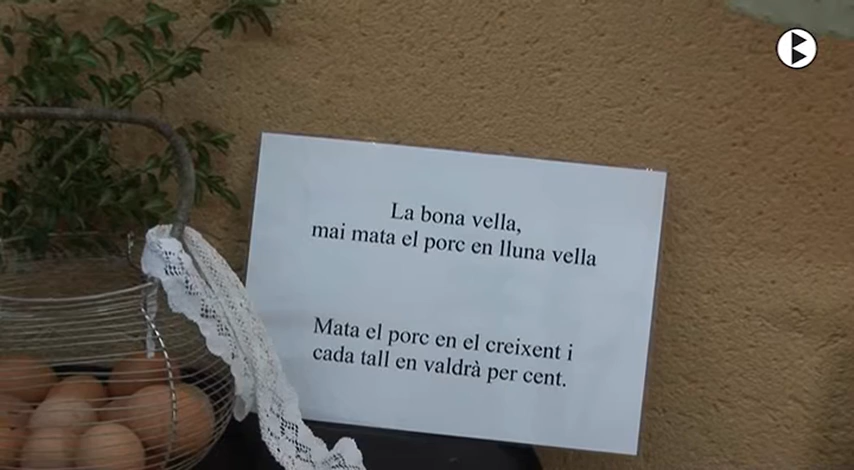 La bona vella,
mai mata el porc en lluna vella
Mata el porc en el creixent i
cada tall en valdrà per cent.